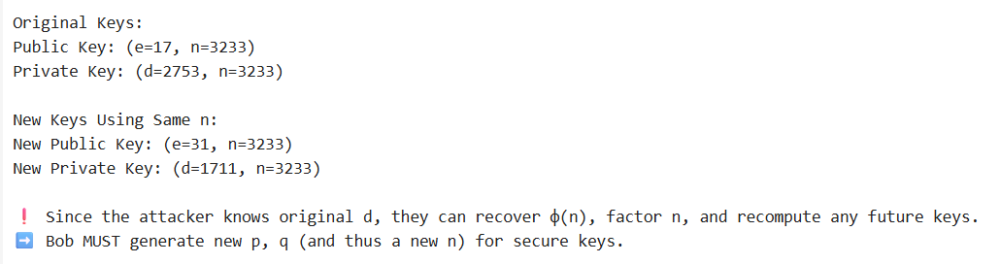 Original Keys:
Public Key: (e=17, n=3233)
Private Key: (d=2753, n=3233)
New Keys Using Same n:
New Public Key: (e=31, n=3233)
New Private Key: (d=1711, n=3233)
❗ Since the attacker knows original d, they can recover ϕ(n), factor n, and recompute any future keys.
➡️ Bob MUST generate new p, q (and thus a new n) for secure keys.